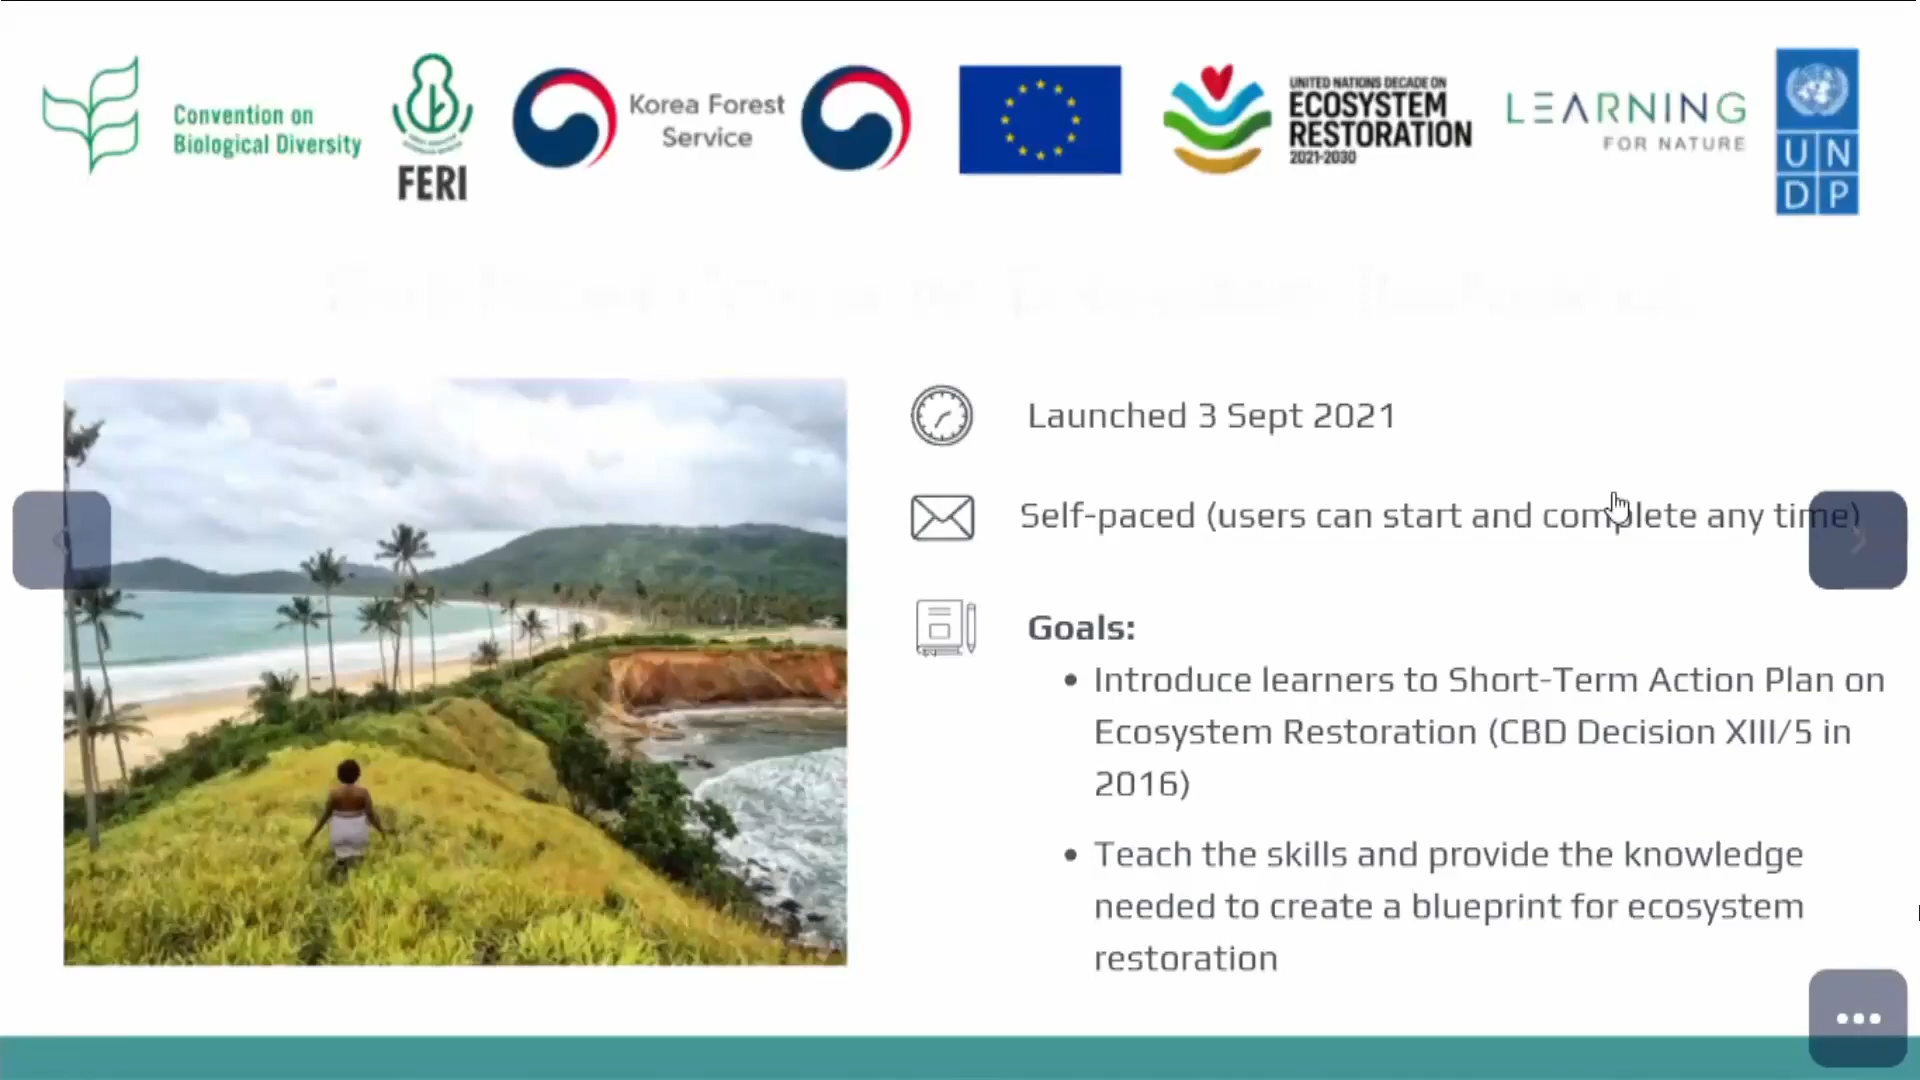 Convention on
Biological Diversity
FERI
Korea Forest
Service
UNITED NATIONS DECADE ON
ECOSYSTEM
RESTORATION
2021-2030
LEARNING
FOR NATURE
U N
D P
Launched 3 Sept 2021
Self-paced (users can start and complete any time)
Goals:
• Introduce learners to Short-Term Action Plan on
Ecosystem Restoration (CBD Decision XIII/5 in
2016)
• Teach the skills and provide the knowledge
needed to create a blueprint for ecosystem
restoration